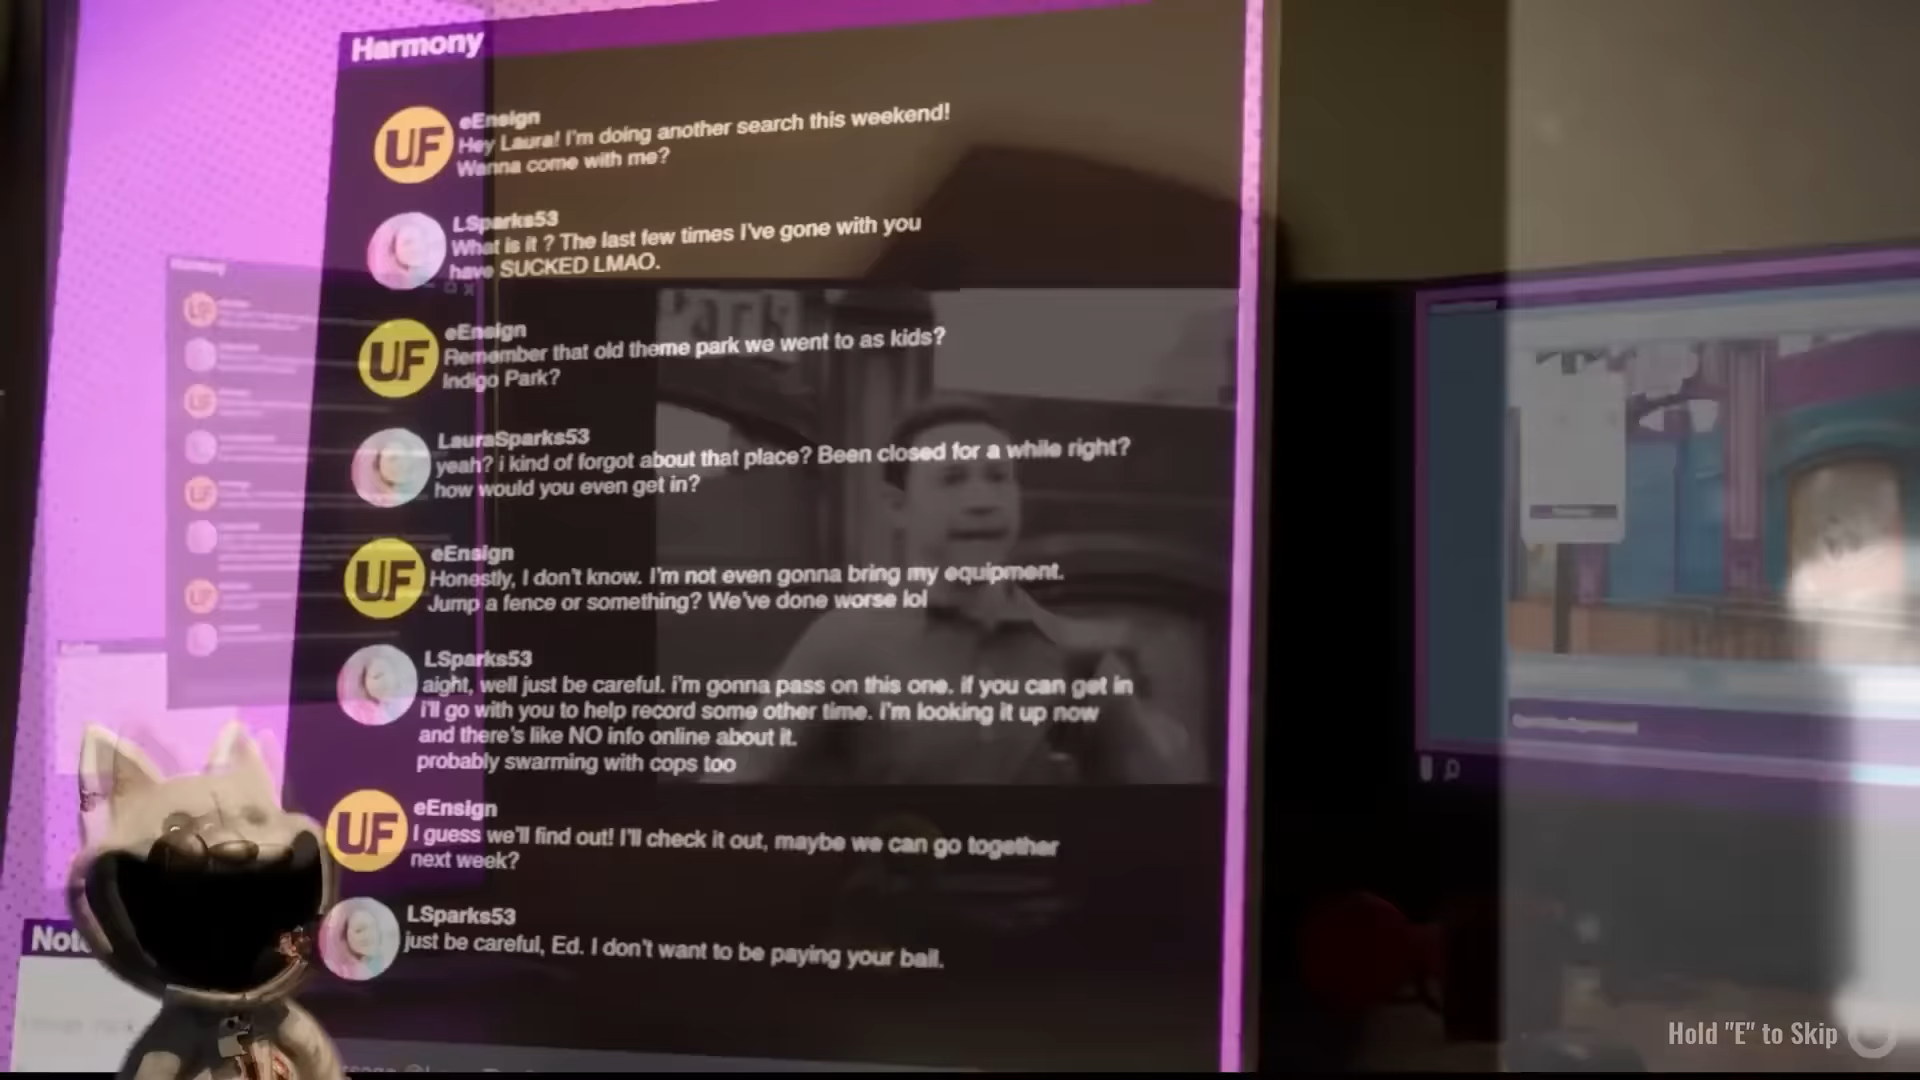 Harmony
UF
eEnsign
Hey Laura! I'm doing another search this weekend!
Wanna come with me?
LSparks53
What is it ? The last few times I've gone with you
have SUCKED LMAO.
UF
eEnsign
Remember that old theme park we went to as kids?
Indigo Park?
LauraSparks53
yeah? i kind of forgot about that place? Been closed for a while right?
how would you even get in?
UF
eEnsign
Honestly, I don't know. I'm not even gonna bring my equipment.
Jump a fence or something? We've done worse lol
LSparks53
aight, well just be careful. i'm gonna pass on this one. if you can get in
i'll go with you to help record some other time. i'm looking it up now
and there's like NO info online about it.
probably swarming with cops too
UF
eEnsign
I guess we'll find out! I'll check it out, maybe we can go together
next week?
LSparks53
just be careful, Ed. I don't want to be paying your bail.
Park
Hold "E" to Skip